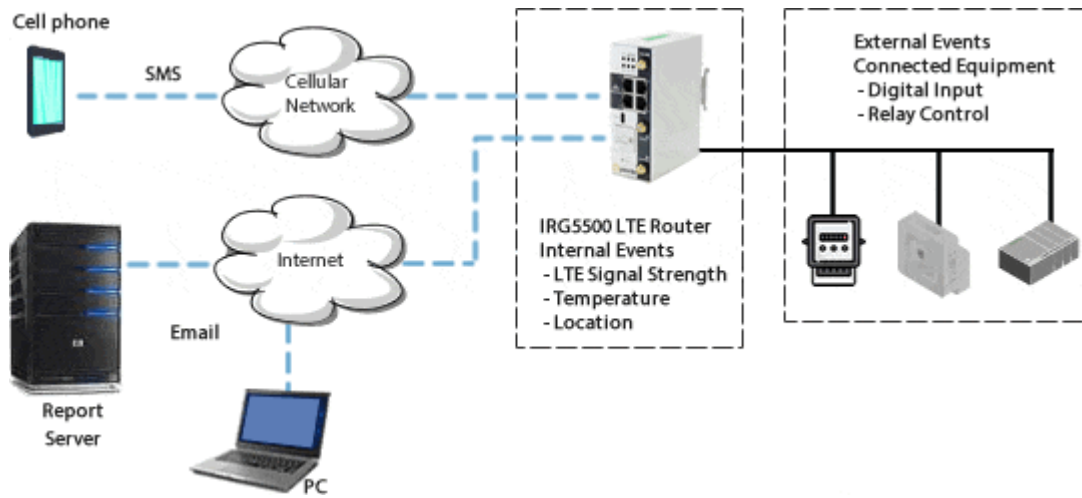 Cell phone
SMS
Cellular
Network
External Events
Connected Equipment
- Digital Input
- Relay Control
IRG5500 LTE Router
Internal Events
- LTE Signal Strength
- Temperature
- Location
Internet
Email
Report
Server
PC